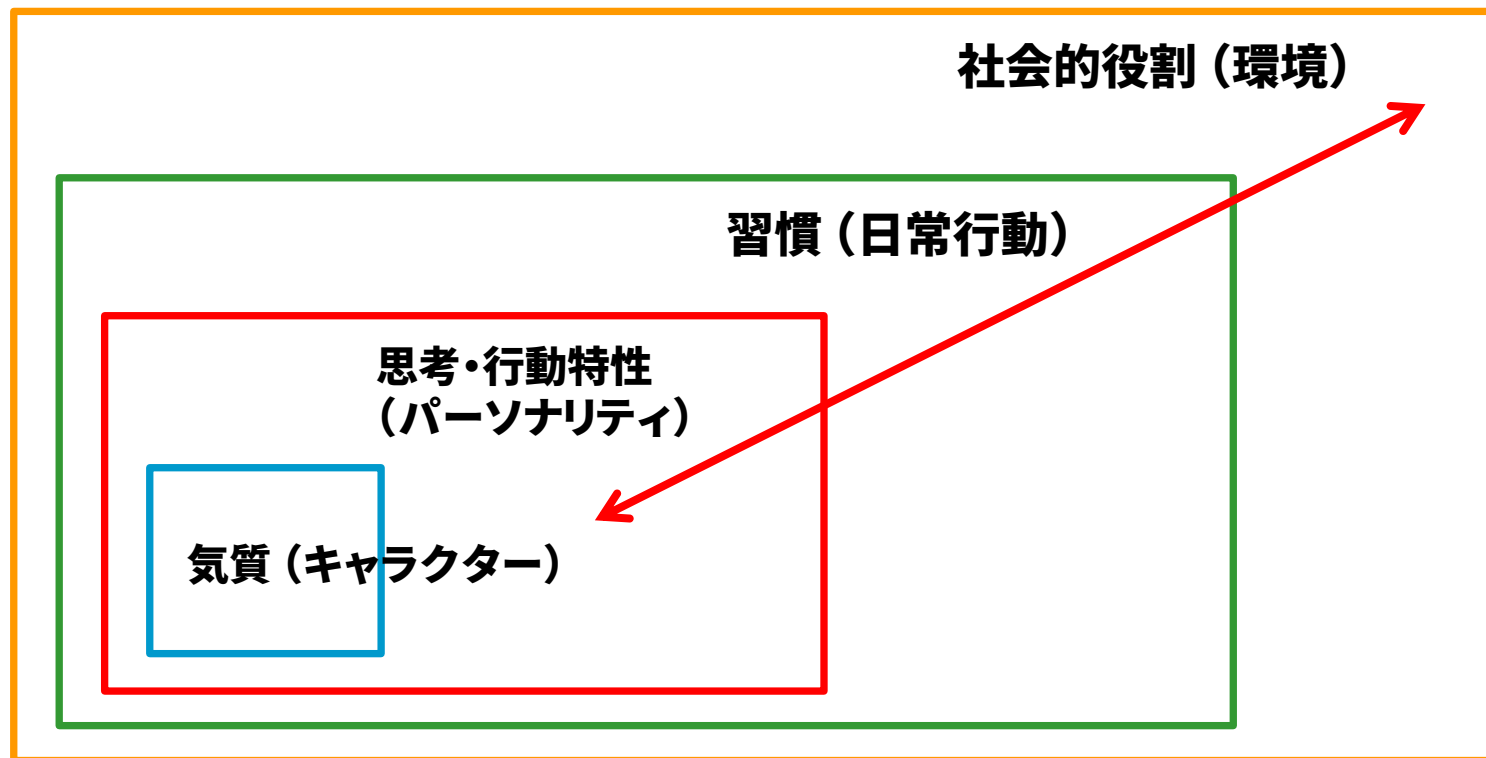 社会的役割（環境）
習慣（日常行動）
思考・行動特性
（パーソナリティ）
気質（キャラクター）